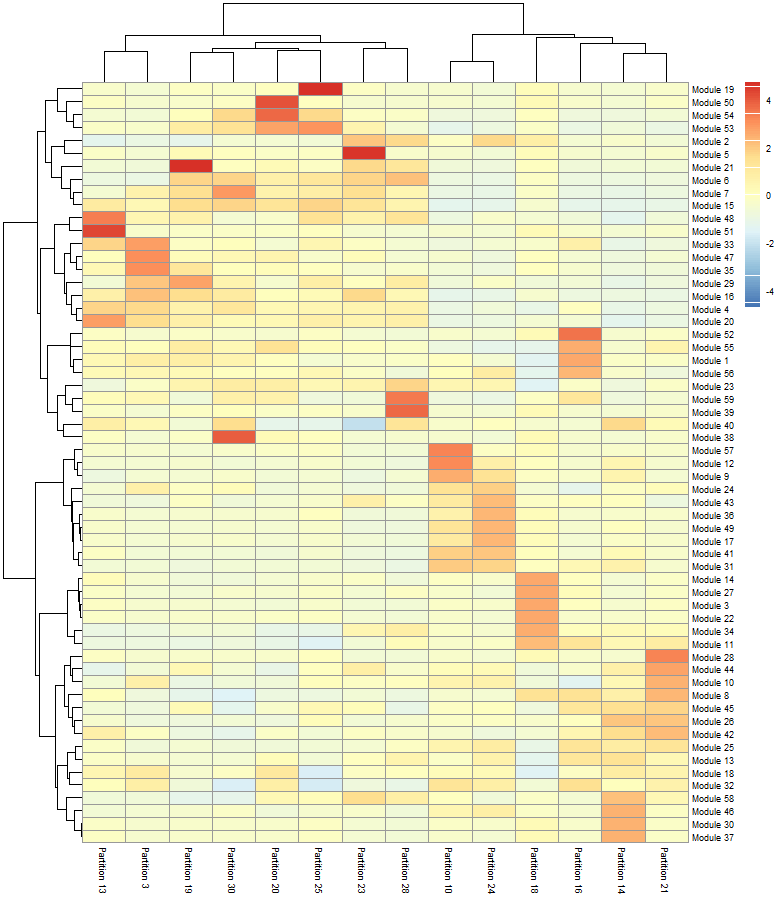 Module 19
Module 50
Module 54
Module 53
Module 2
Module 5
Module 21
Module 6
Module 7
Module 15
Module 48
Module 51
Module 33
Module 47
Module 35
Module 29
Module 16
Module 4
Module 20
Module 52
Module 55
Module 1
Module 56
Module 23
Module 59
Module 39
Module 40
Module 38
Module 57
Module 12
Module 9
Module 24
Module 43
Module 36
Module 49
Module 17
Module 41
Module 31
Module 14
Module 27
Module 3
Module 22
Module 34
Module 11
Module 28
Module 44
Module 10
Module 8
Module 45
Module 26
Module 42
Module 25
Module 13
Module 18
Module 32
Module 58
Module 46
Module 30
Module 37
4
2
0
-2
-4
Partition 13
Partition 3
Partition 19
Partition 30
Partition 20
Partition 25
Partition 23
Partition 28
Partition 10
Partition 24
Partition 18
Partition 16
Partition 14
Partition 21